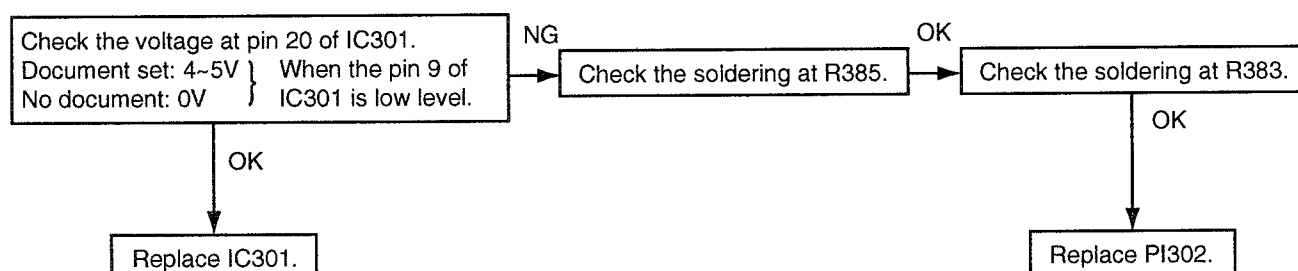 Check the voltage at pin 20 of IC301.
Document set: 4~5V } When the pin 9 of
No document: 0V } IC301 is low level.
NG
Check the soldering at R385.
OK
Check the soldering at R383.
OK
Replace IC301.
OK
Replace PI302.